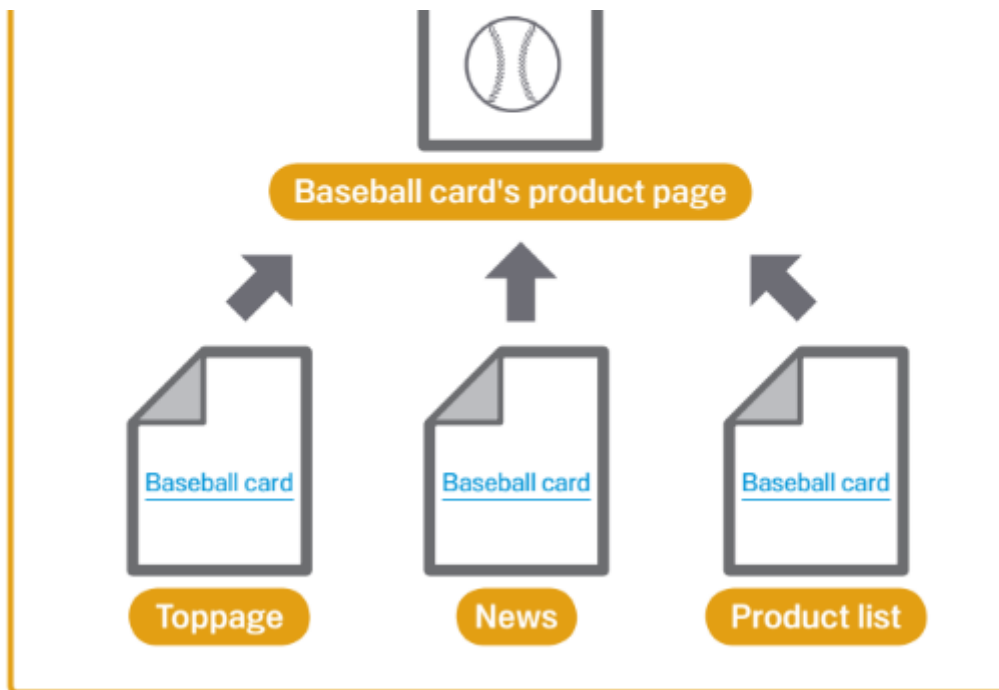 Baseball card's product page
Baseball card
Baseball card
Baseball card
Toppage
News
Product list